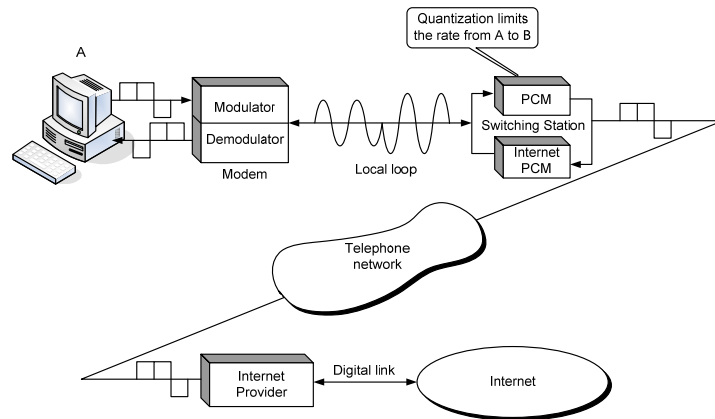 Quantization limits
the rate from A to B
A
Modulator
Demodulator
Modem
Local loop
PCM
Switching Station
Internet
PCM
Telephone
network
Internet
Provider
Digital link
Internet